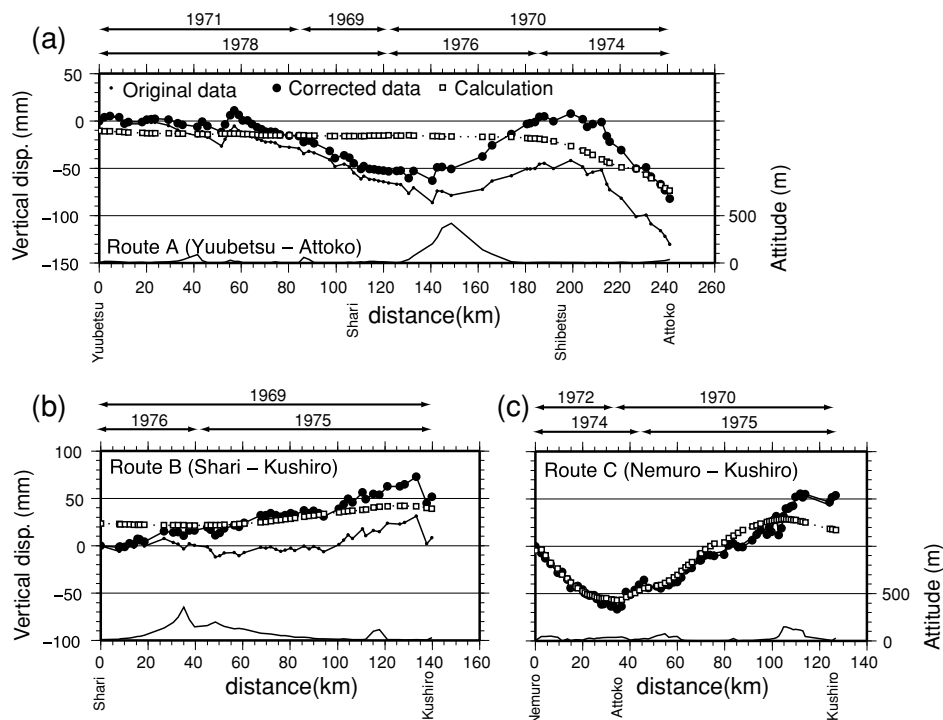 1971 1969 1970
(a) 1978 1976 1974
50
Original data Corrected data Calculation
0
−50
−100 500
Route A (Yuubetsu – Attoko)
−150 0
Vertical disp. (mm)
Attitude (m)
0 20 40 60 80 100 120 140 160 180 200 220 240 260
distance(km)
Yuubetsu Shari Shibetsu Attoko
(b) 1969
1976 1975
100
Route B (Shari – Kushiro)
50
0
−50
−100
Vertical disp. (mm)
0 20 40 60 80 100 120 140 160
distance(km)
Shari Kushiro
(c) 1972 1970
1974 1975
Route C (Nemuro – Kushiro)
500
0
Attitude (m)
0 20 40 60 80 100 120 140
distance(km)
Nemuro Attoko Kushiro